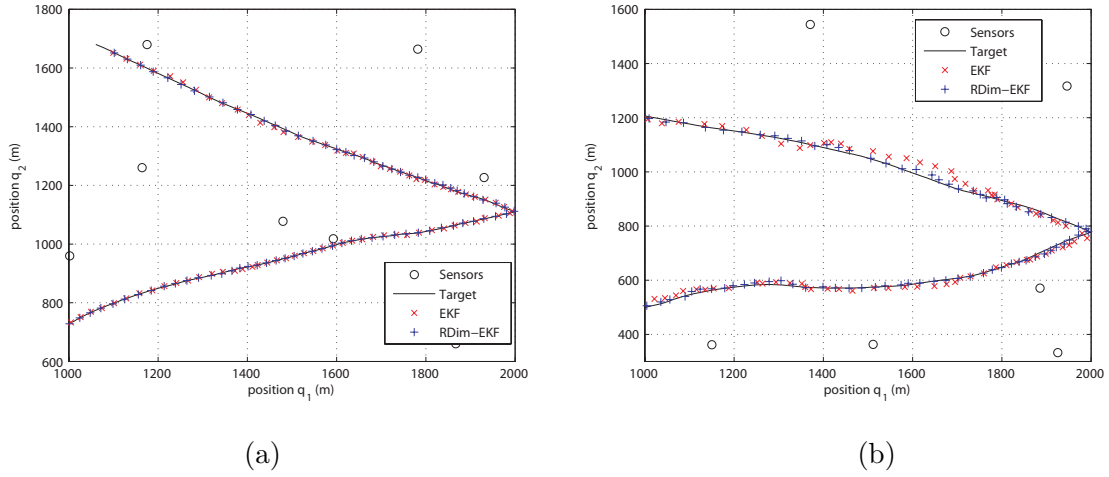 1800
1600
1400
1200
1000
800
600
position q2 (m)
1000 1200 1400 1600 1800 2000
position q1 (m)
Sensors
Target
EKF
RDim−EKF
(a)
1600
1400
1200
1000
800
600
400
position q2 (m)
1000 1200 1400 1600 1800 2000
position q1 (m)
Sensors
Target
EKF
RDim−EKF
(b)